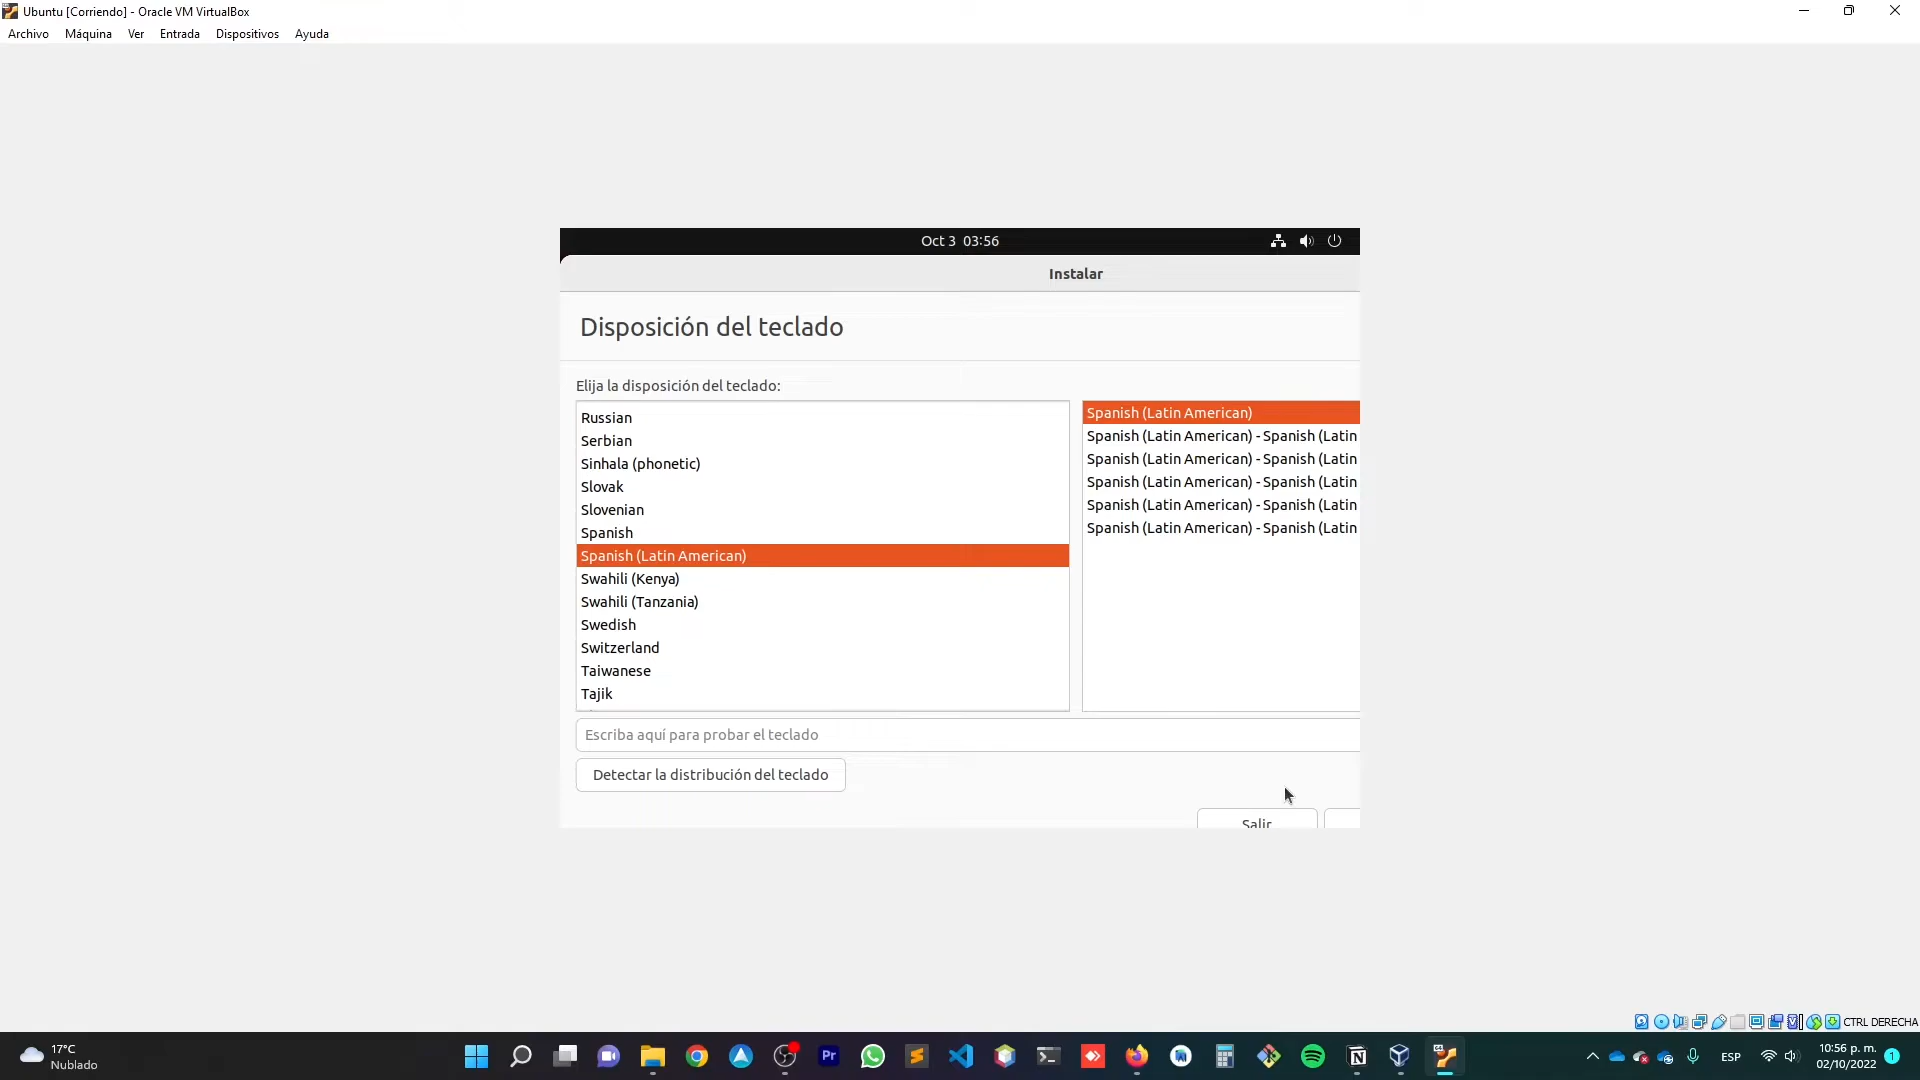 Ubuntu [Corriendo] - Oracle VM VirtualBox
Archivo Máquina Ver Entrada Dispositivos Ayuda
Oct 3 03:56
Instalar
Disposición del teclado
Elija la disposición del teclado:
Russian
Serbian
Sinhala (phonetic)
Slovak
Slovenian
Spanish
Spanish (Latin American)
Swahili (Kenya)
Swahili (Tanzania)
Swedish
Switzerland
Taiwanese
Tajik
Spanish (Latin American)
Spanish (Latin American) - Spanish (Latin
Spanish (Latin American) - Spanish (Latin
Spanish (Latin American) - Spanish (Latin
Spanish (Latin American) - Spanish (Latin
Spanish (Latin American) - Spanish (Latin
Escriba aquí para probar el teclado
Detectar la distribución del teclado
Salir
CTRL DERECHA
17°C
Nublado
Pr
ESP
10:56 p. m.
02/10/2022
1